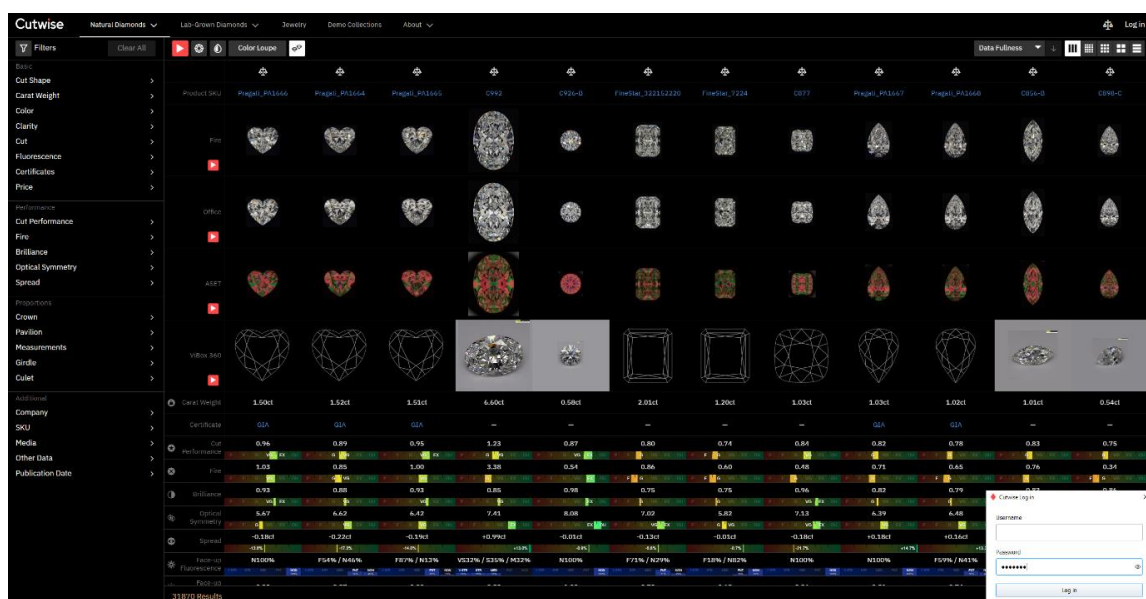 Cutwise Natural Diamonds Lab-Grown Diamonds Jewelry Demo Collections About Log in
Filters Clear All Color Loupe Data Fullness
Basic
Cut Shape
Carat Weight
Color
Clarity
Cut
Fluorescence
Certificates
Price
Performance
Cut Performance
Fire
Brilliance
Optical Symmetry
Spread
Proportions
Crown
Pavilion
Measurements
Girdle
Culet
Additional
Company
SKU
Media
Other Data
Publication Date
Product SKU Pragati_PA1666 Pragati_PA1664 Pragati_PA1665 C992 C926-D FineStar_322152220 FineStar_7224 C877 Pragati_PA1667 Pragati_PA1668 C056-D C090-C
Fire
Office
ASET
ViBox 360
Carat Weight 1.50ct 1.52ct 1.51ct 6.60ct 0.58ct 2.01ct 1.20ct 1.03ct 1.03ct 1.02ct 1.01ct 0.54ct
Certificate GIA GIA GIA – – – – – GIA GIA – –
Cut Performance 0.96 0.89 0.95 1.23 0.87 0.80 0.74 0.84 0.82 0.78 0.83 0.75
Fire 1.03 0.85 1.00 3.38 0.54 0.86 0.60 0.48 0.71 0.65 0.76 0.34
Brilliance 0.93 0.88 0.93 0.85 0.98 0.75 0.75 0.96 0.82 0.79
Optical Symmetry 5.67 6.62 6.42 7.41 8.08 7.02 5.82 7.13 6.39 6.48
Spread -0.18ct -0.22ct -0.19ct +0.99ct -0.01ct -0.13ct -0.01ct -0.18ct +0.18ct +0.16ct
Face-up Fluorescence N100% F54% / N46% F87% / N13% VS32% / S35% / M32% N100% F71% / N29% F18% / N82% N100% N100% F59% / N41%
Face-up
31870 Results
Cutwise Log in
Username
Password
Log in